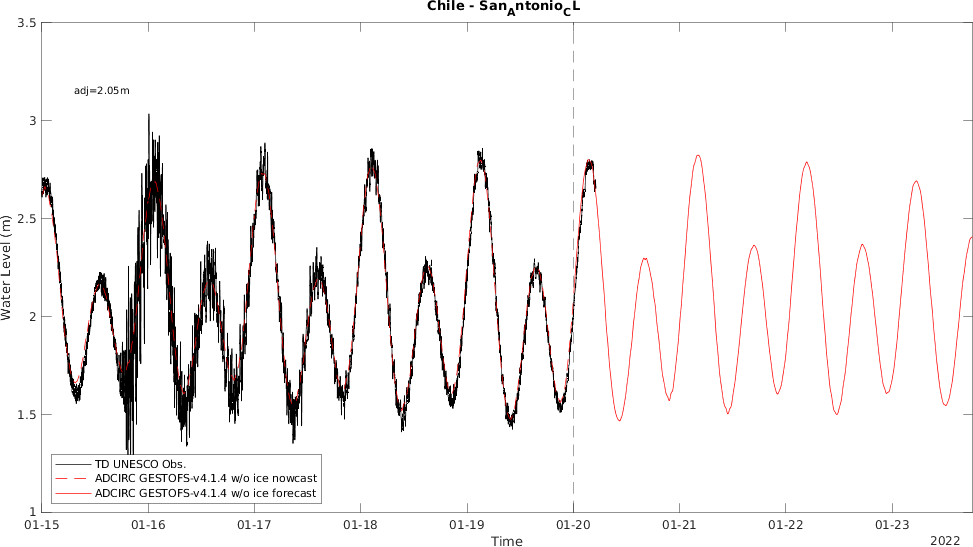 Chile - San_Antonio_CL
adj=2.05m
3.5
3
2.5
2
1.5
1
Water Level (m)
TD UNESCO Obs.
ADCIRC GESTOFS-v4.1.4 w/o ice nowcast
ADCIRC GESTOFS-v4.1.4 w/o ice forecast
01-15 01-16 01-17 01-18 01-19 01-20 01-21 01-22 01-23
Time
2022